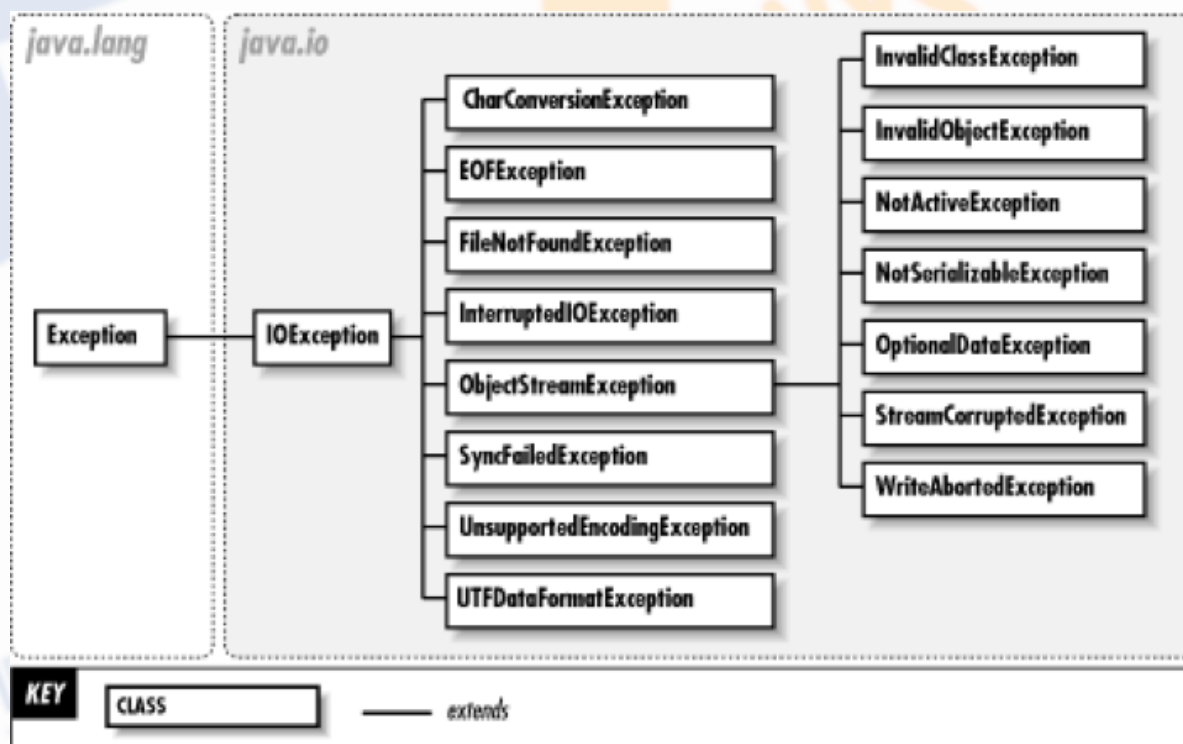 java.lang
java.io
Exception
IOException
CharConversionException
EOFException
FileNotFoundException
InterruptedIOException
ObjectStreamException
SyncFailedException
UnsupportedEncodingException
UTFDataFormatException
InvalidClassException
InvalidObjectException
NotActiveException
NotSerializableException
OptionalDataException
StreamCorruptedException
WriteAbortedException
KEY
CLASS
extends